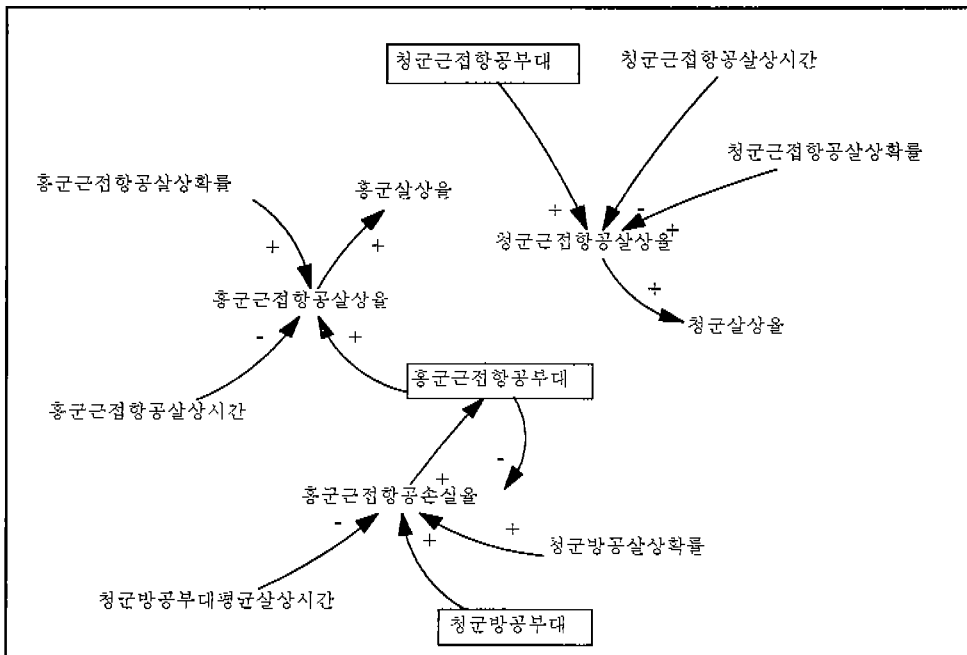 청군근접항공부대
청군근접항공살상시간
청군근접항공살상확률
홍군근접항공살상확률
홍군살상율
+
-
+
청군근접항공살상율
+
+
홍군근접항공살상율
+
청군살상율
-
+
홍군근접항공부대
홍군근접항공살상시간
-
+
홍군근접항공손실율
-
+
+
청군방공살상확률
청군방공부대평균살상시간
청군방공부대